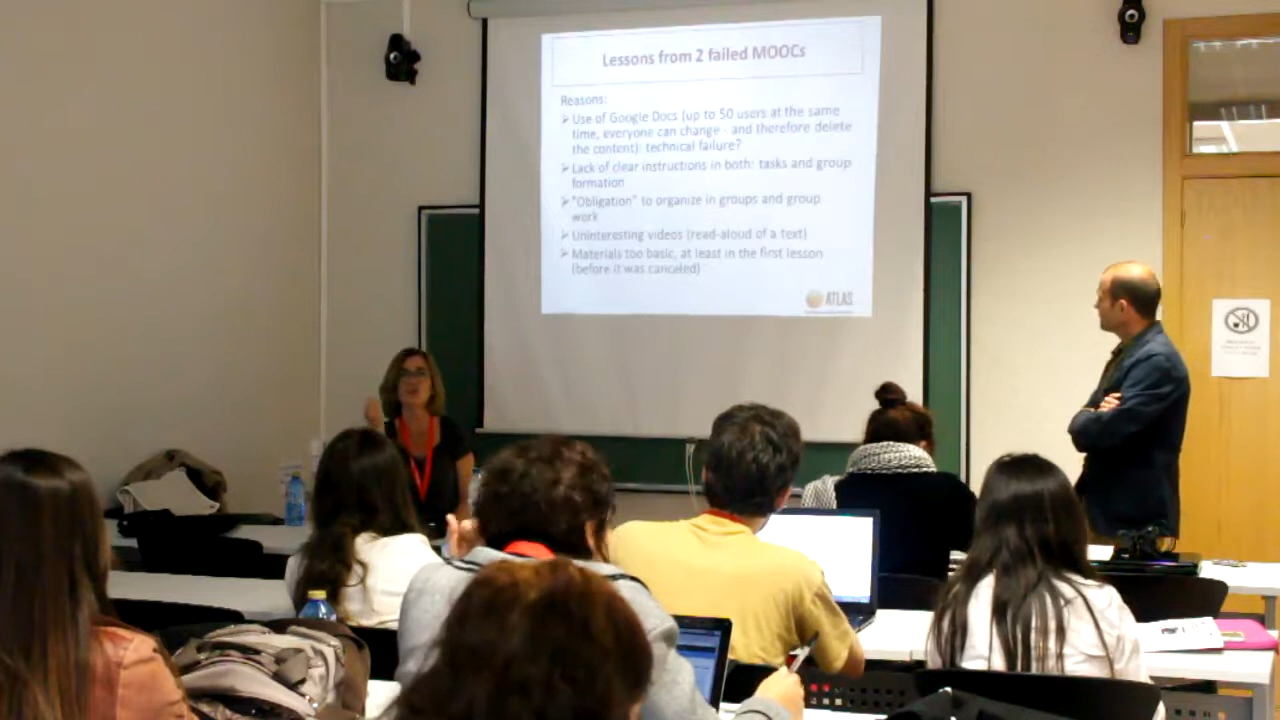 Lessons from 2 failed MOOCs
Reasons:
➢ Use of Google Docs (up to 50 users at the same
time, everyone can change - and therefore delete
the content): technical failure?
➢ Lack of clear instructions in both: tasks and group
formation
➢ "Obligation" to organize in groups and group
work
➢ Uninteresting videos (read-aloud of a text)
➢ Materials too basic, at least in the first lesson
(before it was canceled)
ATLAS